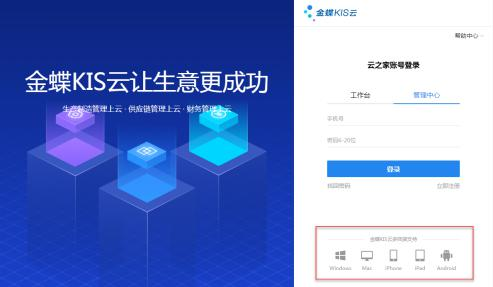 金蝶KIS云让生意更成功
生产制造管理上云 · 供应链管理上云 · 财务管理上云
金蝶KIS云
帮助中心
云之家账号登录
工作台 管理中心
手机号
密码6-20位
登录
找回密码 立即注册
金蝶KIS云多端支持
Windows Mac iPhone iPad Android